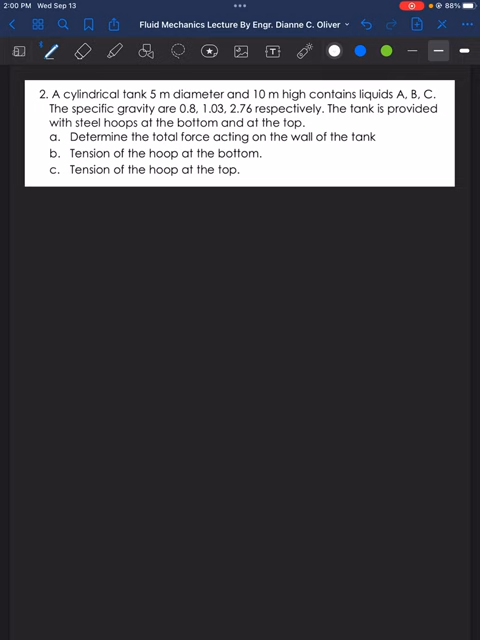 2:00 PM Wed Sep 13
88%
Fluid Mechanics Lecture By Engr. Dianne C. Oliver
T
2. A cylindrical tank 5 m diameter and 10 m high contains liquids A, B, C.
The specific gravity are 0.8, 1.03, 2.76 respectively. The tank is provided
with steel hoops at the bottom and at the top.
a. Determine the total force acting on the wall of the tank
b. Tension of the hoop at the bottom.
c. Tension of the hoop at the top.